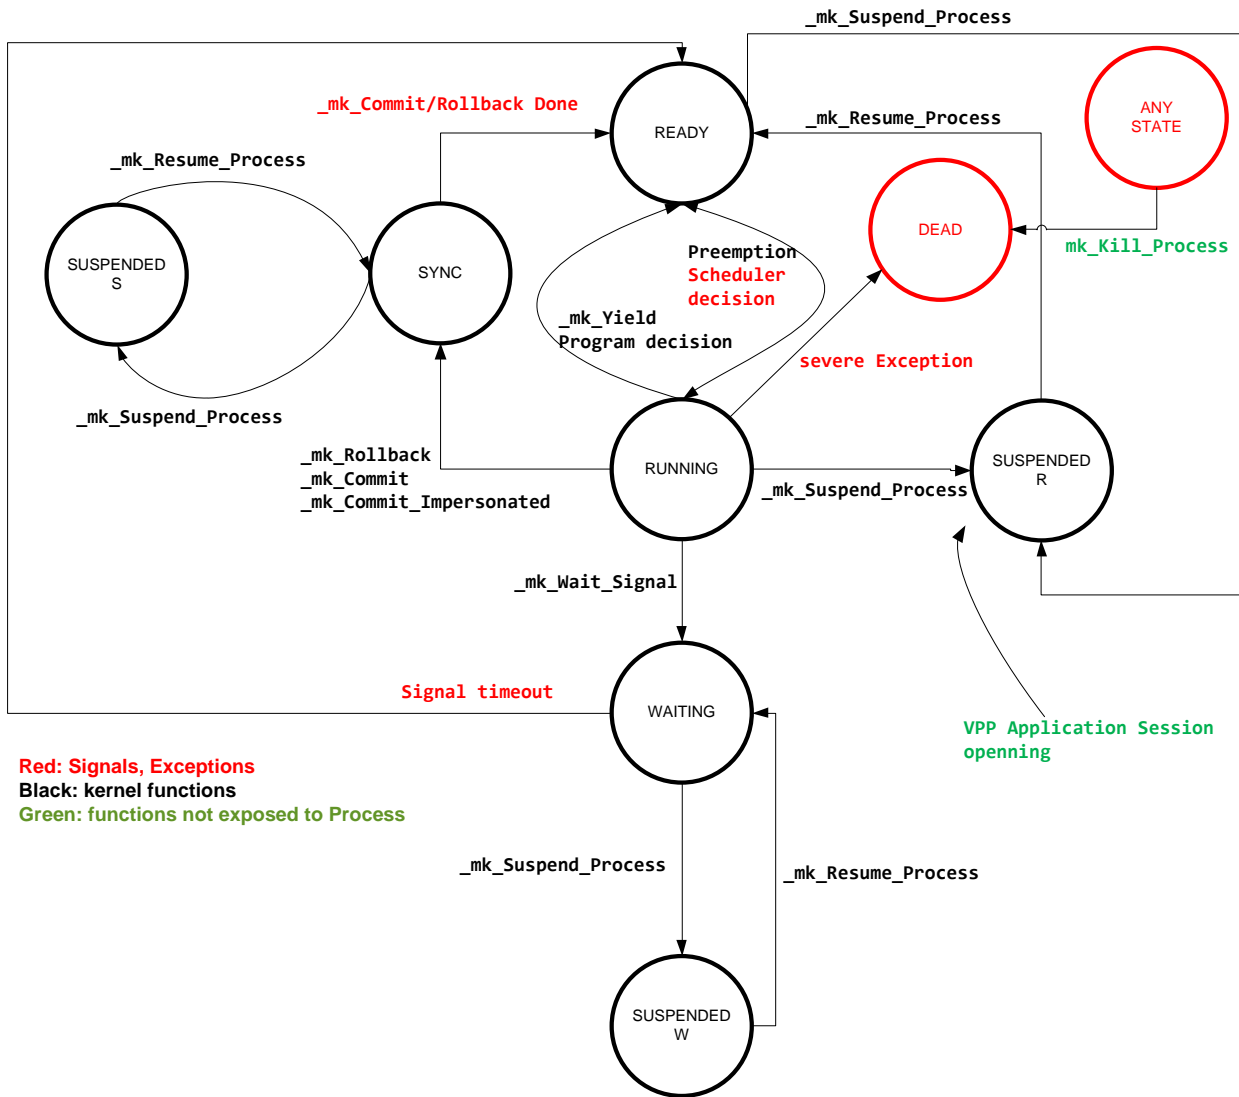 _mk_Suspend_Process
_mk_Commit/Rollback Done
READY
_mk_Resume_Process
ANY
STATE
_mk_Resume_Process
DEAD
mk_Kill_Process
SUSPENDED
S
SYNC
Preemption
Scheduler
decision
_mk_Yield
Program decision
severe Exception
_mk_Suspend_Process
_mk_Rollback
_mk_Commit
_mk_Commit_Impersonated
RUNNING
_mk_Suspend_Process
SUSPENDED
R
_mk_Wait_Signal
Signal timeout
WAITING
VPP Application Session
openning
Red: Signals, Exceptions
Black: kernel functions
Green: functions not exposed to Process
_mk_Suspend_Process
_mk_Resume_Process
SUSPENDED
W